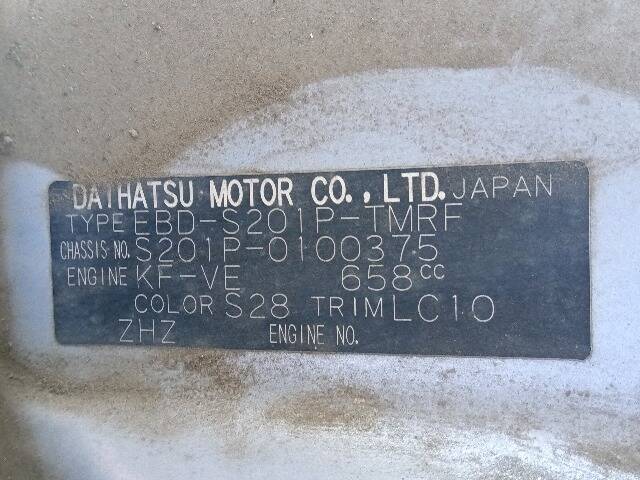 DAIHATSU MOTOR CO., LTD. JAPAN
TYPE EBD-S201P-TMRF
CHASSIS NO. S201P-0100375
ENGINE KF-VE 658cc
COLOR S28 TRIM LC10
ZHZ ENGINE NO.